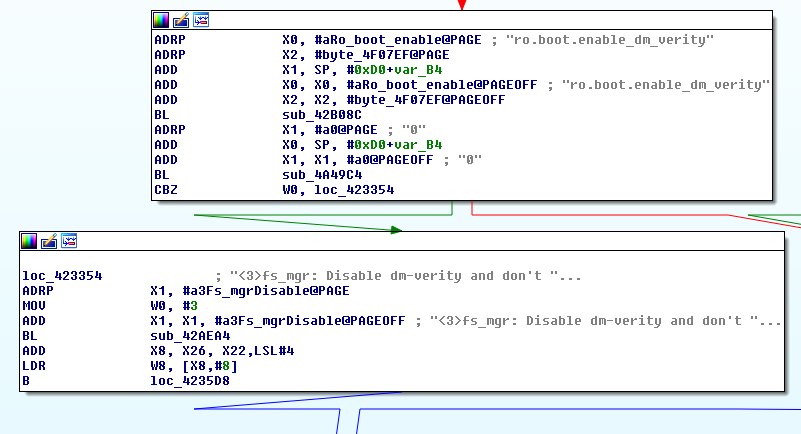 ADRP X0, #aRo_boot_enable@PAGE ; "ro.boot.enable_dm_verity"
ADRP X2, #byte_4F07EF@PAGE
ADD X1, SP, #0xD0+var_B4
ADD X0, X0, #aRo_boot_enable@PAGEOFF ; "ro.boot.enable_dm_verity"
ADD X2, X2, #byte_4F07EF@PAGEOFF
BL sub_42B08C
ADRP X1, #a0@PAGE ; "0"
ADD X0, SP, #0xD0+var_B4
ADD X1, X1, #a0@PAGEOFF ; "0"
BL sub_4A49C4
CBZ W0, loc_423354
loc_423354 ; "<3>fs_mgr: Disable dm-verity and don't "...
ADRP X1, #a3Fs_mgrDisable@PAGE
MOV W0, #3
ADD X1, X1, #a3Fs_mgrDisable@PAGEOFF ; "<3>fs_mgr: Disable dm-verity and don't "...
BL sub_42AEA4
ADD X8, X26, X22,LSL#4
LDR W8, [X8,#8]
B loc_4235D8